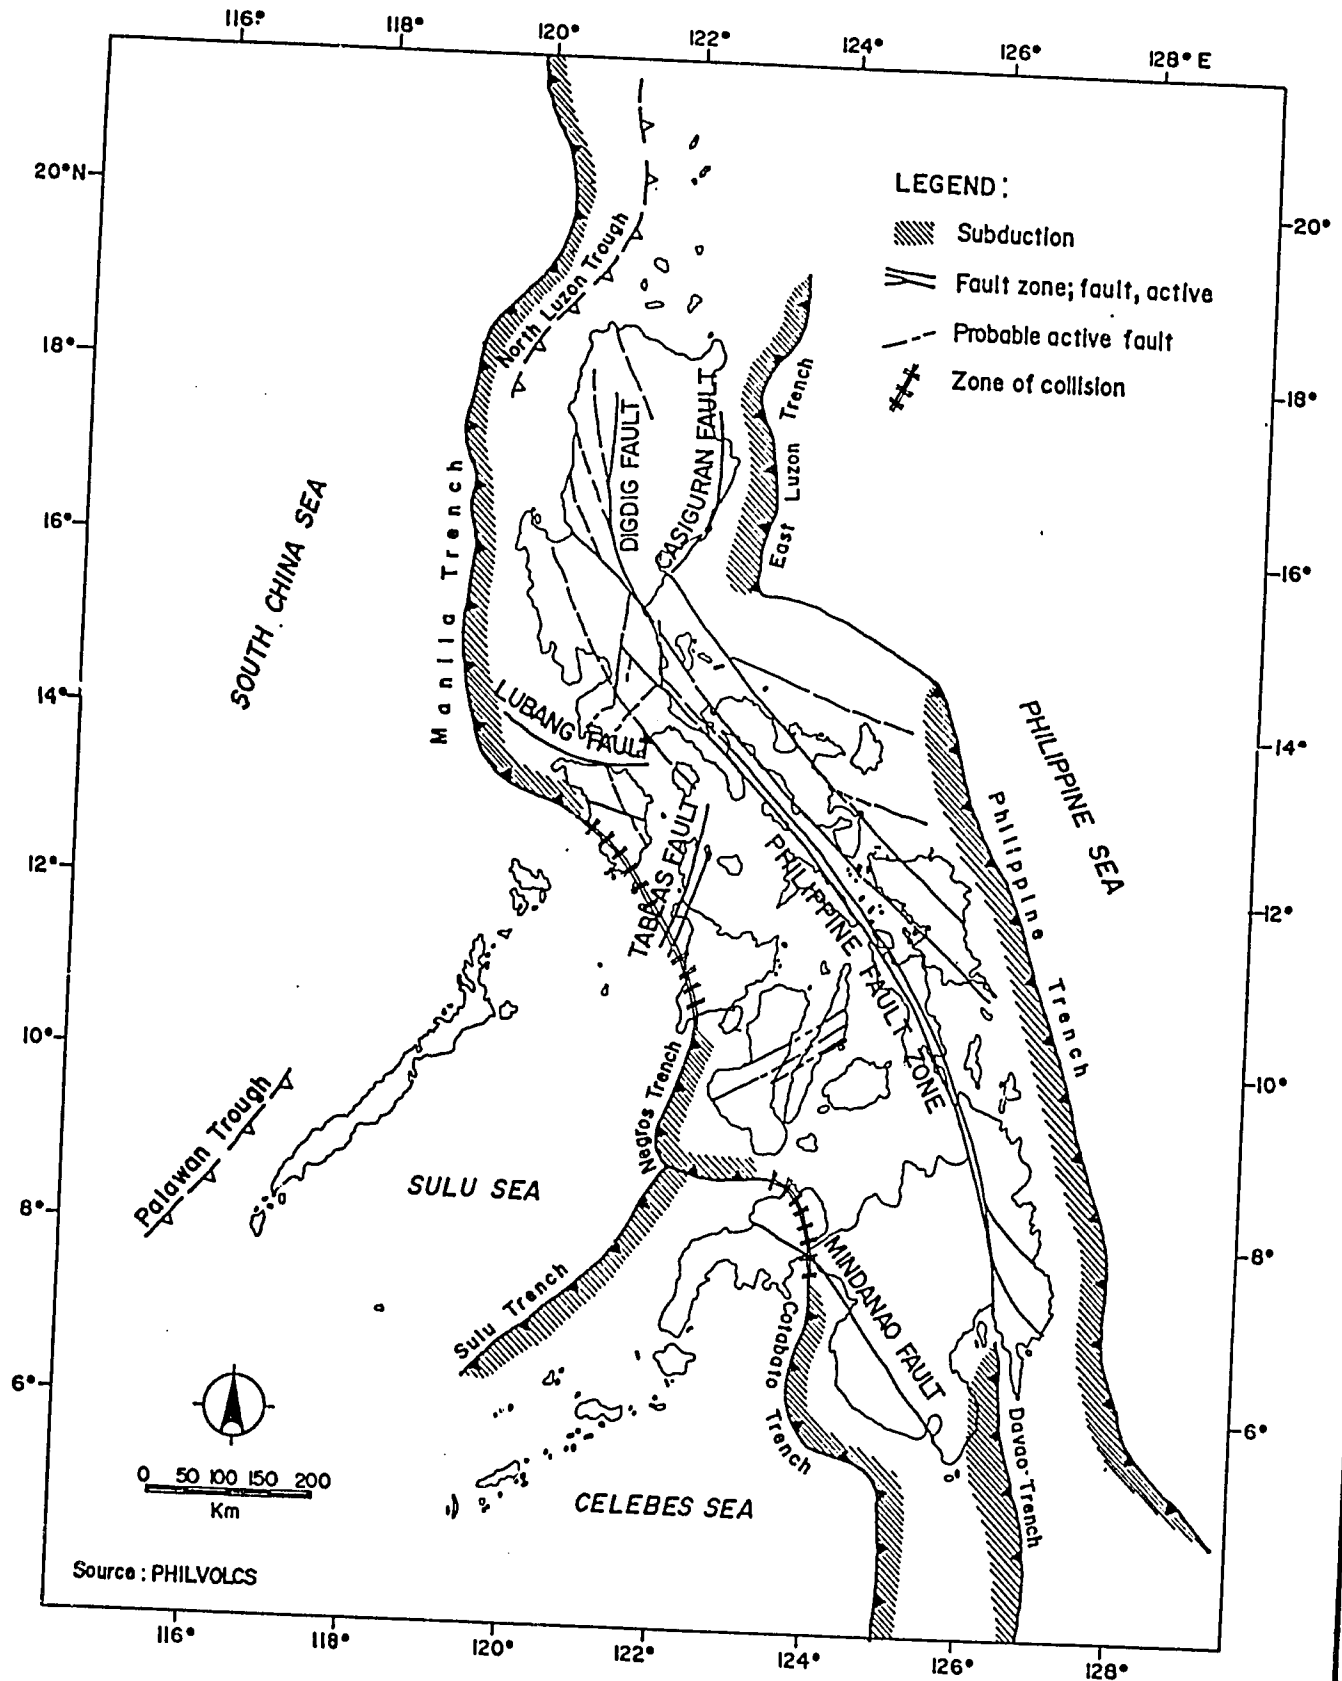 116° 118° 120° 122° 124° 126° 128° E
20°N
18°
16°
14°
12°
10°
8°
6°
20°
18°
16°
14°
12°
10°
8°
6°
LEGEND:
Subduction
Fault zone; fault, active
Probable active fault
Zone of collision
North Luzon Trough
Manila Trench
SOUTH CHINA SEA
DIGDIG FAULT
CASIGURAN FAULT
East Luzon Trench
LUBANG FAULT
TABLAS FAULT
PHILIPPINE FAULT ZONE
PHILIPPINE SEA
Philippine Trench
Palawan Trough
Negros Trench
SULU SEA
Sulu Trench
MINDANAO FAULT
Cotabato Trench
Davao Trench
CELEBES SEA
0 50 100 150 200
Km
Source: PHILVOLCS
116° 118° 120° 122° 124° 126° 128°